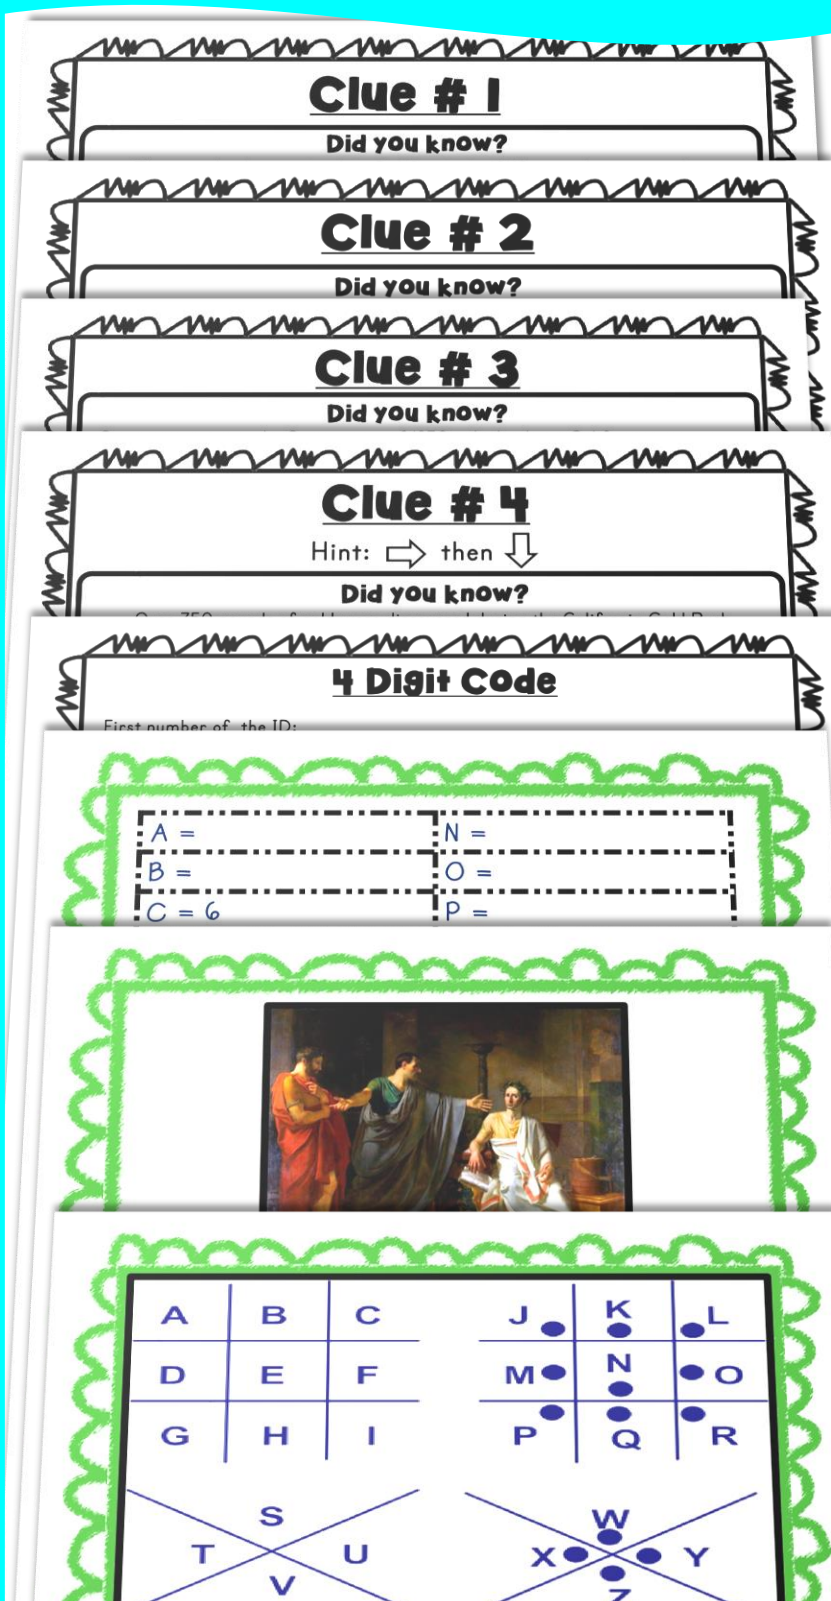 Clue # 1
Did you know?
Clue # 2
Did you know?
Clue # 3
Did you know?
Clue # 4
Hint: then
Did you know?
4 Digit Code
First number of the ID:
A =
N =
B =
O =
C = 6
P =
A B C
J K L
D E F
M N O
G H I
P Q R
S
W
T U
X Y
V
Z